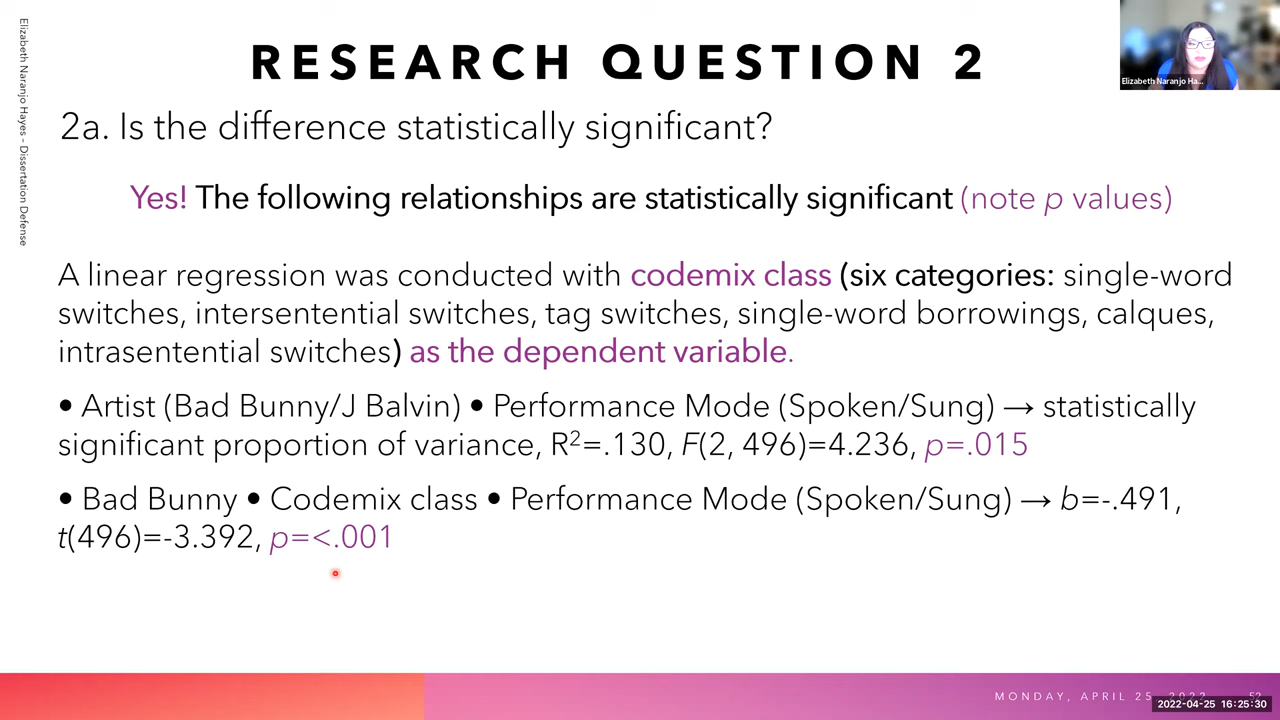 Elizabeth Naranjo Hayes - Dissertation Defense
RESEARCH QUESTION 2
Elizabeth Naranjo Ha...
2a. Is the difference statistically significant?
Yes! The following relationships are statistically significant (note p values)
A linear regression was conducted with codemix class (six categories: single-word
switches, intersentential switches, tag switches, single-word borrowings, calques,
intrasentential switches) as the dependent variable.
• Artist (Bad Bunny/J Balvin) • Performance Mode (Spoken/Sung) → statistically
significant proportion of variance, R²=.130, F(2, 496)=4.236, p=.015
• Bad Bunny • Codemix class • Performance Mode (Spoken/Sung) → b=-.491,
t(496)=-3.392, p=<.001
MONDAY, APRIL 25, 2022 52
2022-04-25 16:25:30